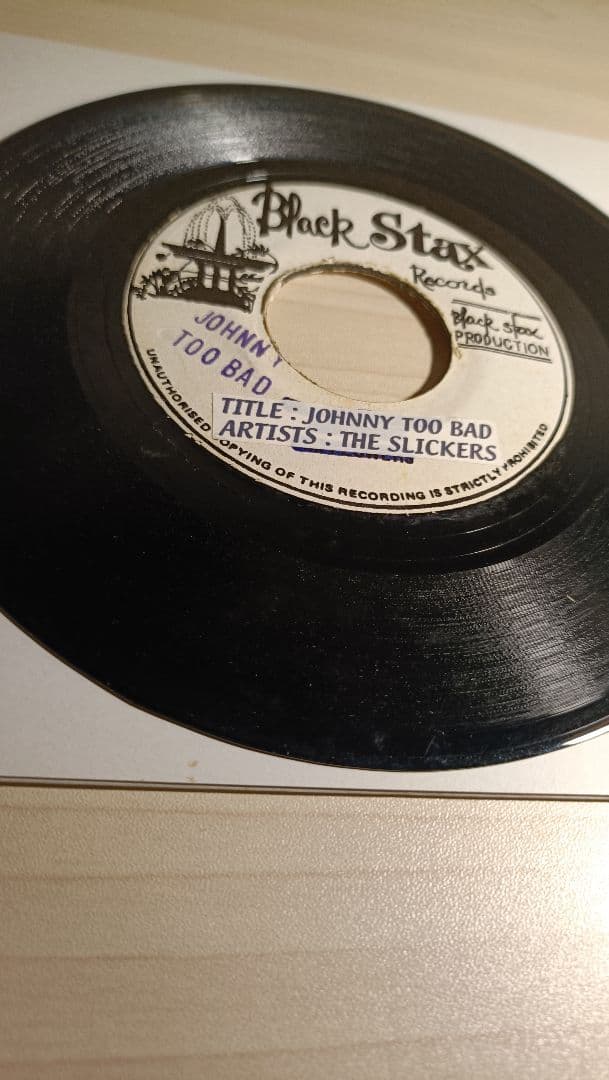 Black Stax
Records
Black Stax
PRODUCTION
JOHNNY
TOO BAD
TITLE : JOHNNY TOO BAD
ARTISTS : THE SLICKERS
UNAUTHORISED COPYING OF THIS RECORDING IS STRICTLY PROHIBITED